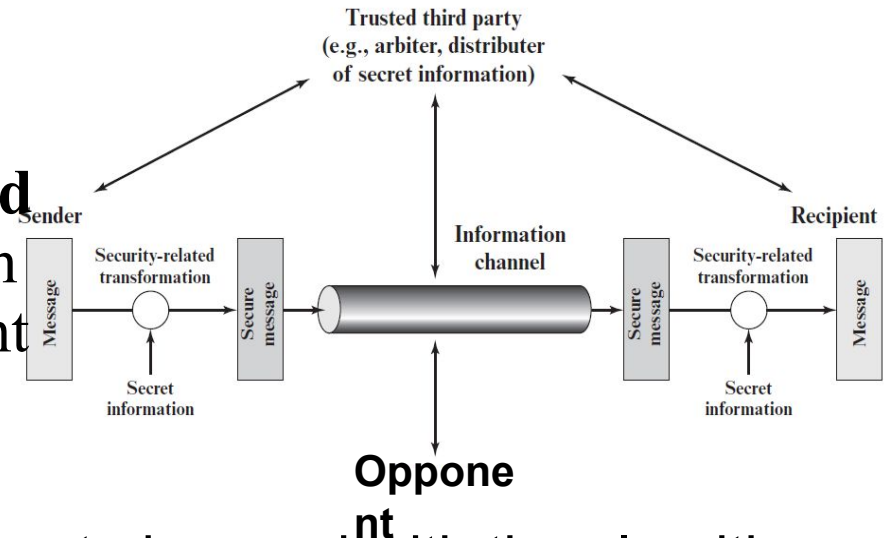 Trusted third party
(e.g., arbiter, distributer
of secret information)
d
Sender
Recipient
n
nt
Information
channel
Security-related
transformation
Security-related
transformation
Message
Secure
message
Secure
message
Message
Secret
information
Secret
information
Oppone
nt